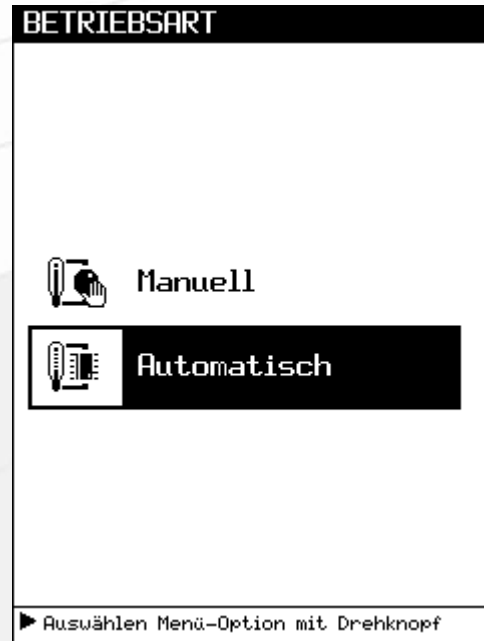 BETRIEBSART
Manuell
Automatisch
Auswählen Menü-Option mit Drehknopf